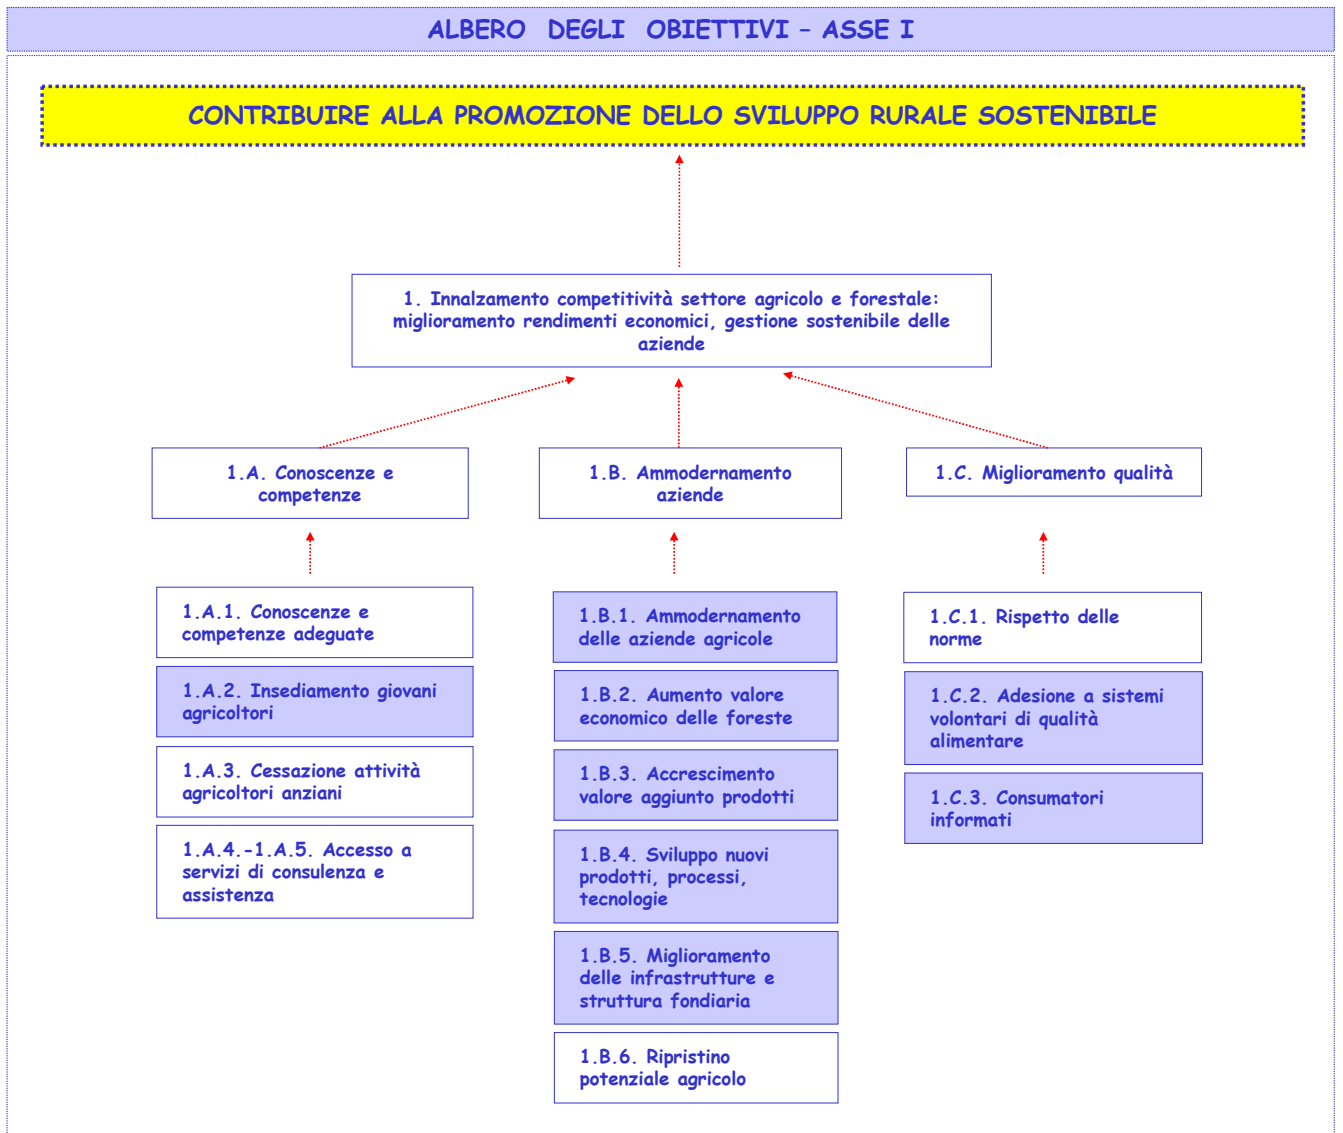 ALBERO DEGLI OBIETTIVI – ASSE I
CONTRIBUIRE ALLA PROMOZIONE DELLO SVILUPPO RURALE SOSTENIBILE
1. Innalzamento competitività settore agricolo e forestale:
miglioramento rendimenti economici, gestione sostenibile delle
aziende
1.A. Conoscenze e
competenze
1.B. Ammodernamento
aziende
1.C. Miglioramento qualità
1.A.1. Conoscenze e
competenze adeguate
1.A.2. Insediamento giovani
agricoltori
1.A.3. Cessazione attività
agricoltori anziani
1.A.4.-1.A.5. Accesso a
servizi di consulenza e
assistenza
1.B.1. Ammodernamento
delle aziende agricole
1.B.2. Aumento valore
economico delle foreste
1.B.3. Accrescimento
valore aggiunto prodotti
1.B.4. Sviluppo nuovi
prodotti, processi,
tecnologie
1.B.5. Miglioramento
delle infrastrutture e
struttura fondiaria
1.B.6. Ripristino
potenziale agricolo
1.C.1. Rispetto delle
norme
1.C.2. Adesione a sistemi
volontari di qualità
alimentare
1.C.3. Consumatori
informati